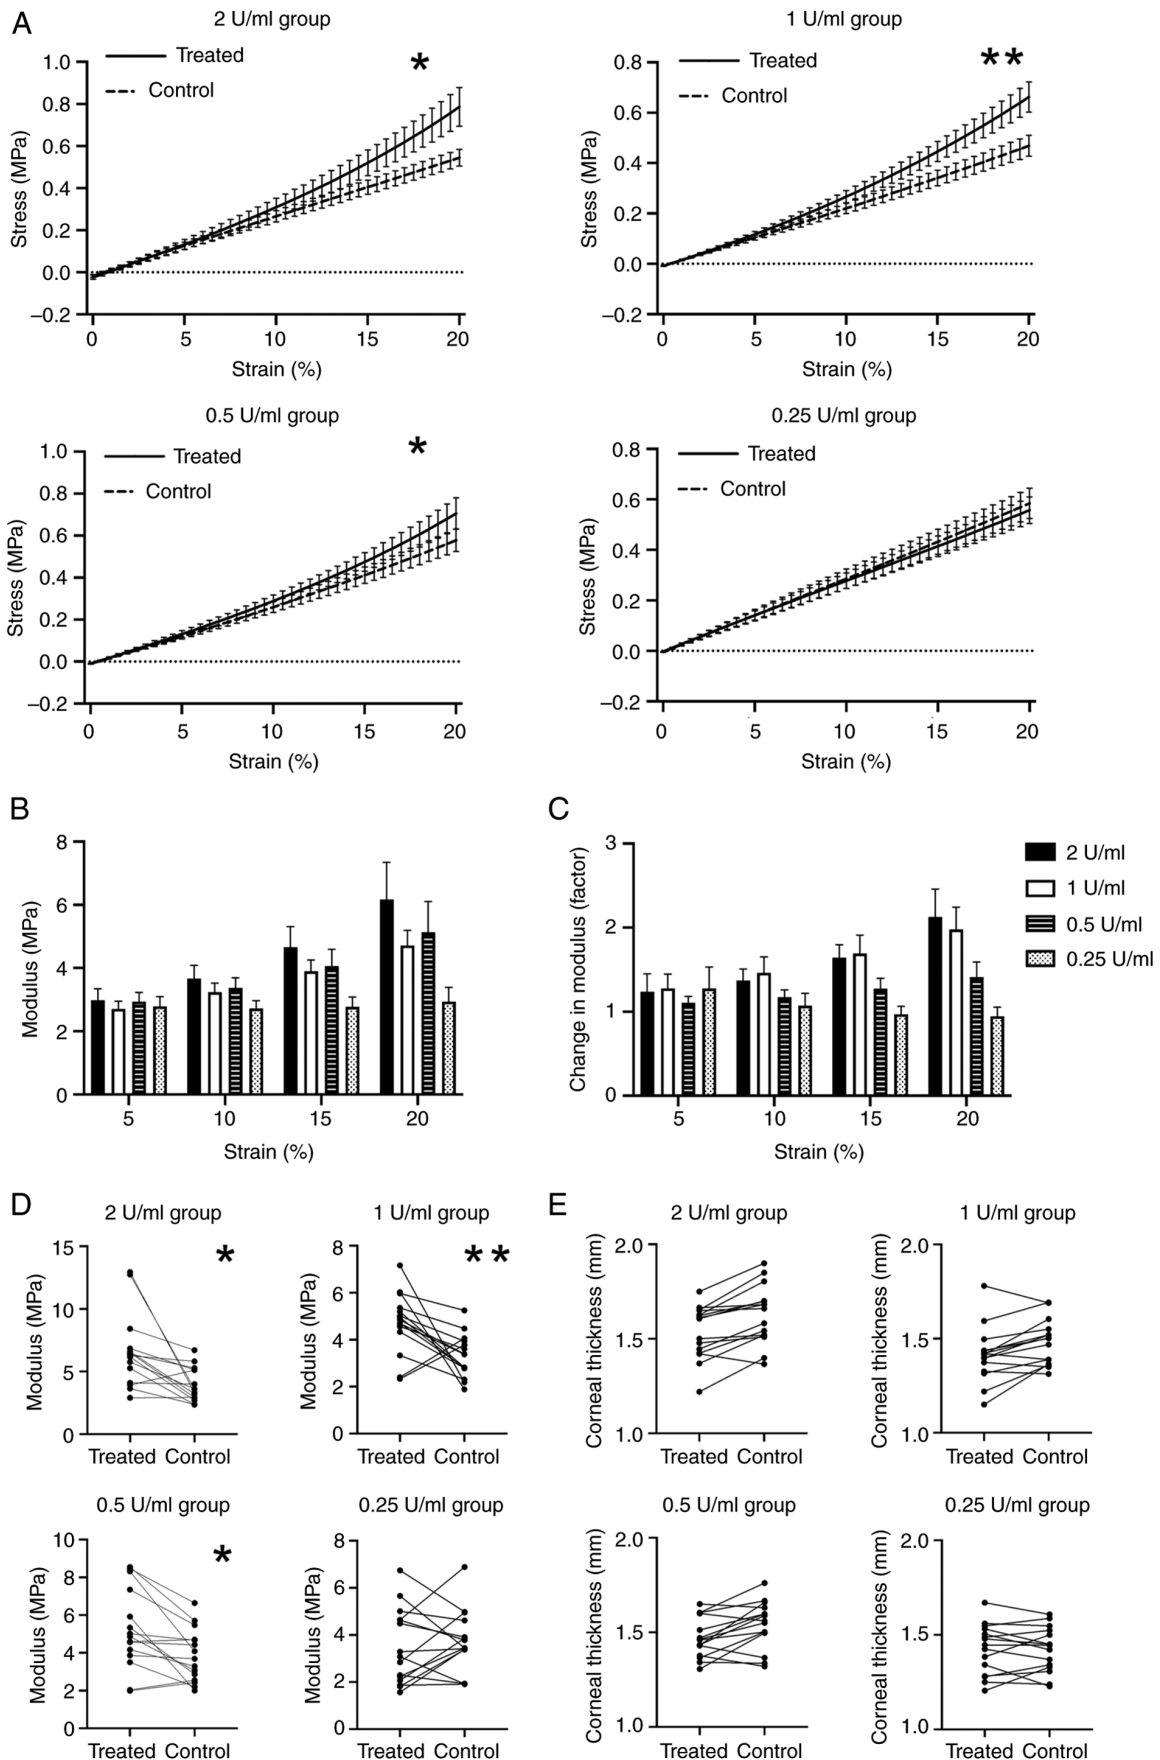 A
2 U/ml group
1.0
0.8
0.6
0.4
0.2
0.0
–0.2
Stress (MPa)
Treated
Control
*
0 5 10 15 20
Strain (%)
1 U/ml group
0.8
0.6
0.4
0.2
0.0
–0.2
Stress (MPa)
Treated
Control
**
0 5 10 15 20
Strain (%)
0.5 U/ml group
1.0
0.8
0.6
0.4
0.2
0.0
–0.2
Stress (MPa)
Treated
Control
*
0 5 10 15 20
Strain (%)
0.25 U/ml group
0.8
0.6
0.4
0.2
0.0
–0.2
Stress (MPa)
Treated
Control
0 5 10 15 20
Strain (%)
B
8
6
4
2
0
Modulus (MPa)
5 10 15 20
Strain (%)
C
3
2
1
0
Change in modulus (factor)
5 10 15 20
Strain (%)
2 U/ml
1 U/ml
0.5 U/ml
0.25 U/ml
D
2 U/ml group
15
10
5
0
Modulus (MPa)
*
Treated Control
1 U/ml group
8
6
4
2
0
Modulus (MPa)
**
Treated Control
0.5 U/ml group
10
8
6
4
2
0
Modulus (MPa)
*
Treated Control
0.25 U/ml group
8
6
4
2
0
Modulus (MPa)
Treated Control
E
2 U/ml group
2.0
1.5
1.0
Corneal thickness (mm)
Treated Control
1 U/ml group
2.0
1.5
1.0
Corneal thickness (mm)
Treated Control
0.5 U/ml group
2.0
1.5
1.0
Corneal thickness (mm)
Treated Control
0.25 U/ml group
2.0
1.5
1.0
Corneal thickness (mm)
Treated Control